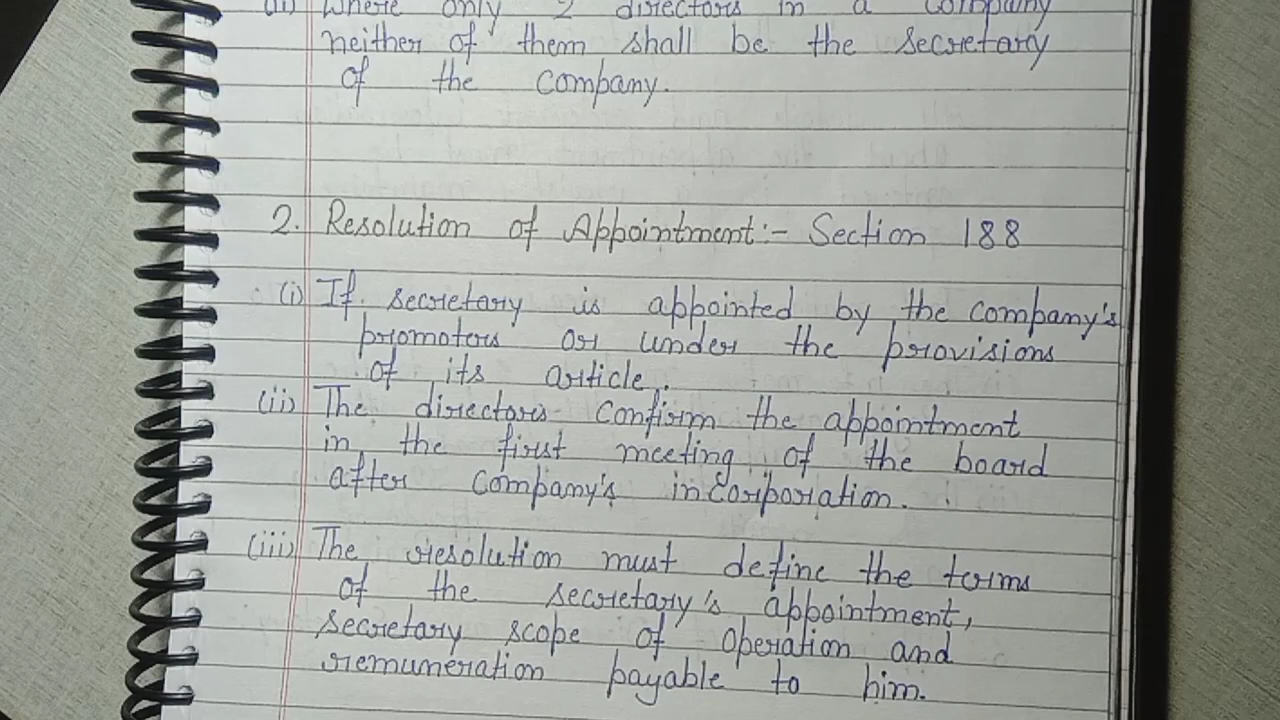 (ii) Where only 2 directors in a company
neither of them shall be the secretary
of the company.
2. Resolution of Appointment:- Section 188
(i) If secretary is appointed by the company's
promoters or under the provisions
of its article.
(ii) The directors confirm the appointment
in the first meeting of the board
after Company's incorporation.
(iii) The resolution must define the terms
of the secretary's appointment,
secretary scope of operation and
remuneration payable to him.